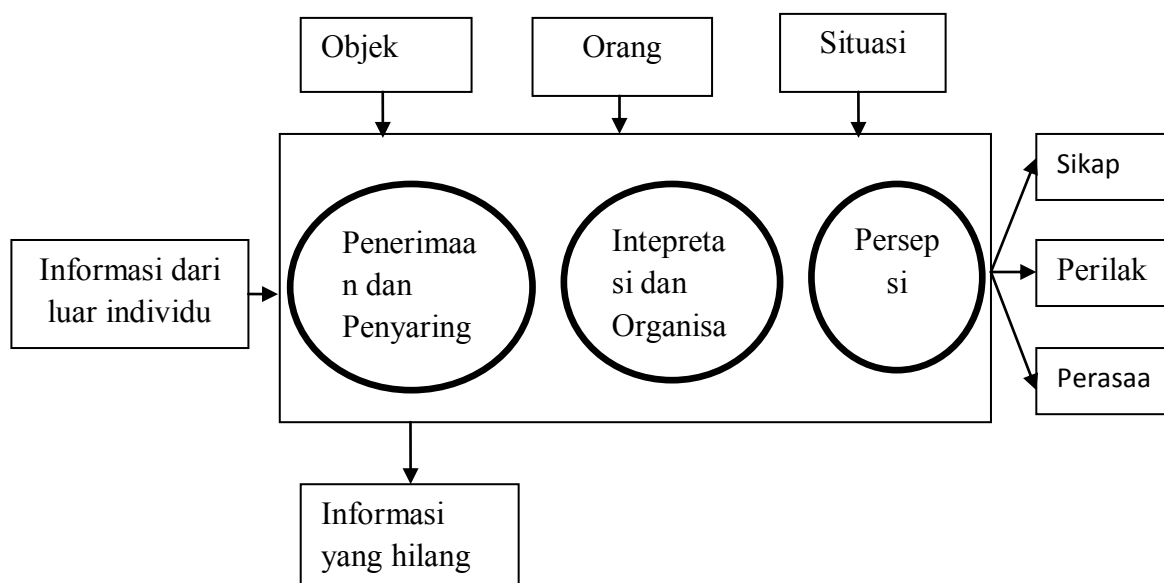 Objek
Orang
Situasi
Informasi dari
luar individu
Penerimaa
n dan
Penyaring
Intepreta
si dan
Organisa
Persep
si
Sikap
Perilak
Perasaa
Informasi
yang hilang